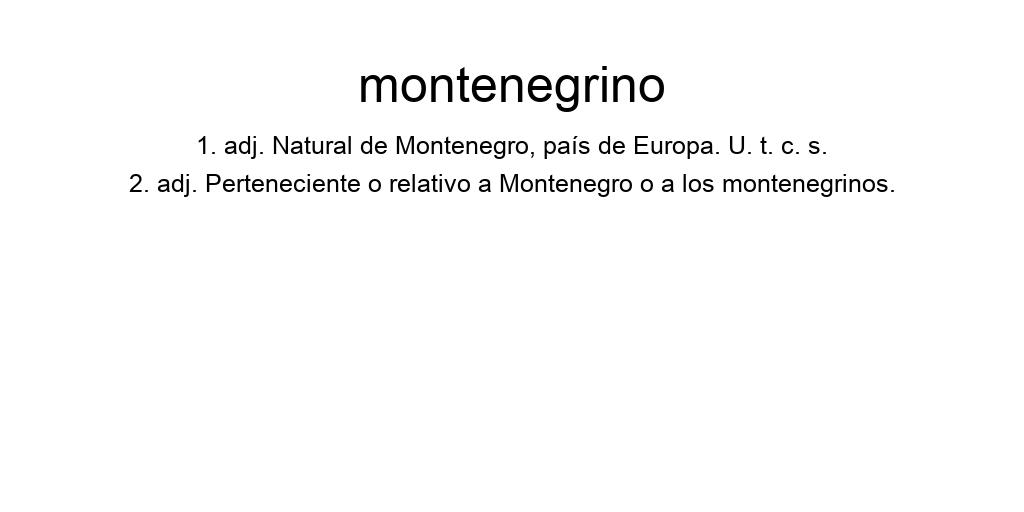 montenegrino
1. adj. Natural de Montenegro, país de Europa. U. t. c. s.
2. adj. Perteneciente o relativo a Montenegro o a los montenegrinos.